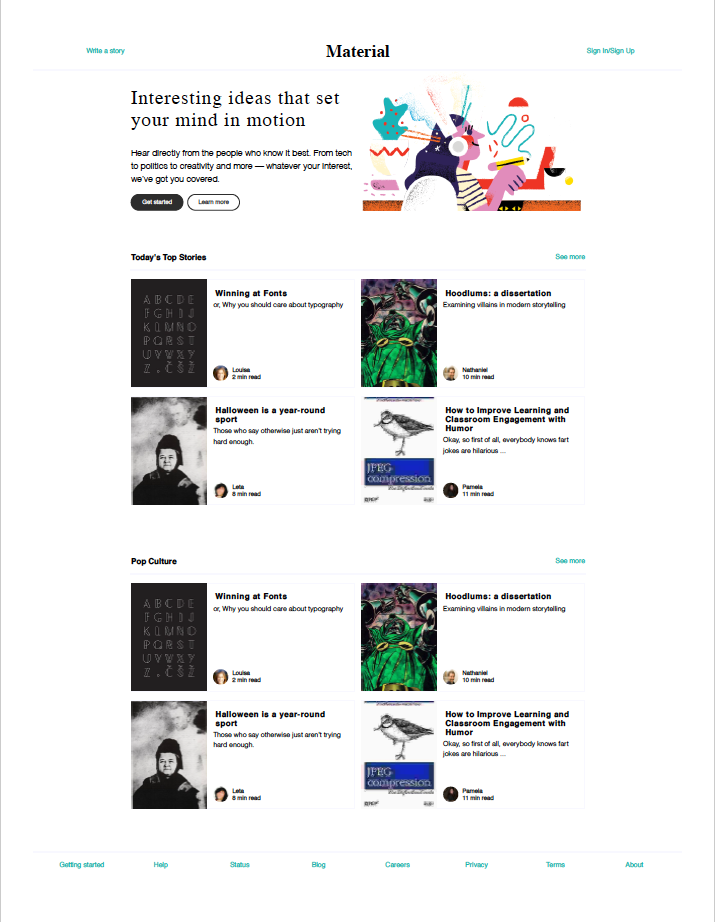 Write a story
Material
Sign In/Sign Up
Interesting ideas that set
your mind in motion
Hear directly from the people who know it best. From tech
to politics to creativity and more — whatever your interest,
we've got you covered.
Get started
Learn more
Today's Top Stories
See more
A B C D E
F G H I J
K L M N O
P Q R S T
U V W X Y
Z . Č Š Ž
Winning at Fonts
or, Why you should care about typography
Louisa
2 min read
Hoodlums: a dissertation
Examining villains in modern storytelling
Nathaniel
10 min read
Halloween is a year-round
sport
Those who say otherwise just aren't trying
hard enough.
Leta
8 min read
JPEG
compression
How to Improve Learning and
Classroom Engagement with
Humor
Okay, so first of all, everybody knows fart
jokes are hilarious ...
Pamela
11 min read
Pop Culture
See more
A B C D E
F G H I J
K L M N O
P Q R S T
U V W X Y
Z . Č Š Ž
Winning at Fonts
or, Why you should care about typography
Louisa
2 min read
Hoodlums: a dissertation
Examining villains in modern storytelling
Nathaniel
10 min read
Halloween is a year-round
sport
Those who say otherwise just aren't trying
hard enough.
Leta
8 min read
JPEG
compression
How to Improve Learning and
Classroom Engagement with
Humor
Okay, so first of all, everybody knows fart
jokes are hilarious ...
Pamela
11 min read
Getting started
Help
Status
Blog
Careers
Privacy
Terms
About